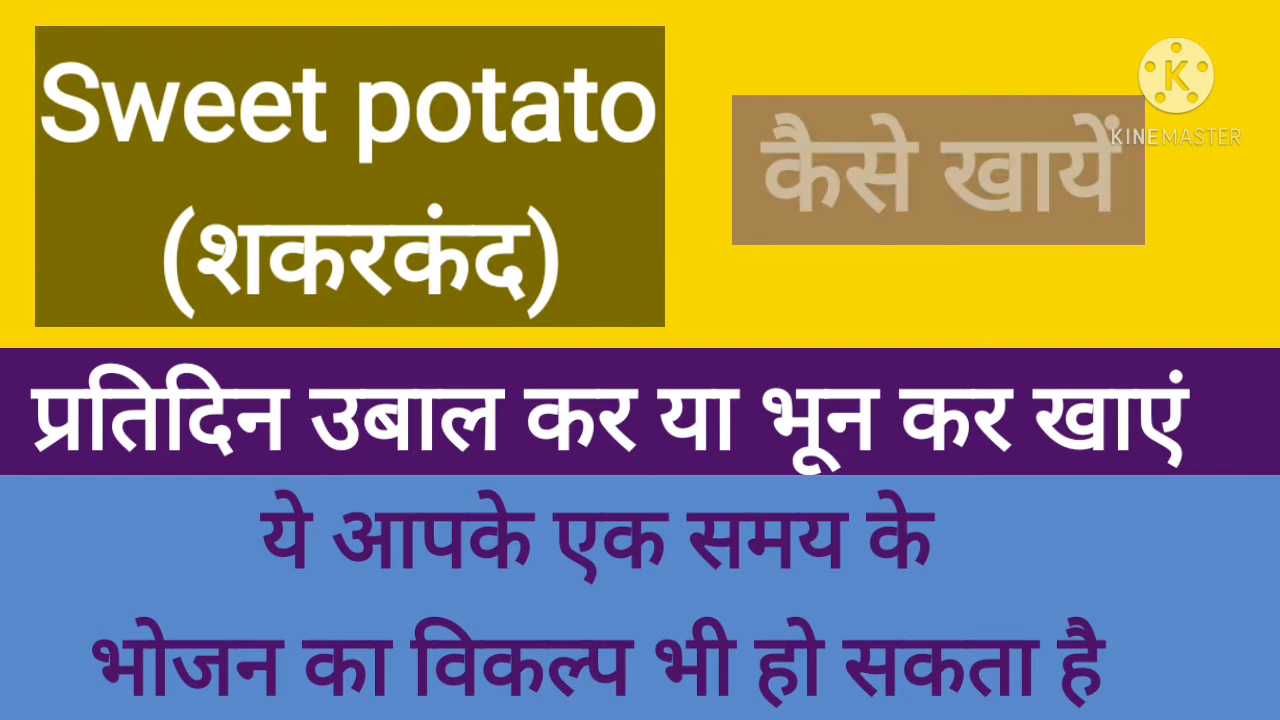 Sweet potato
(शकरकंद)
कैसे खायें
KINEMASTER
प्रतिदिन उबाल कर या भून कर खाएं
ये आपके एक समय के
भोजन का विकल्प भी हो सकता है